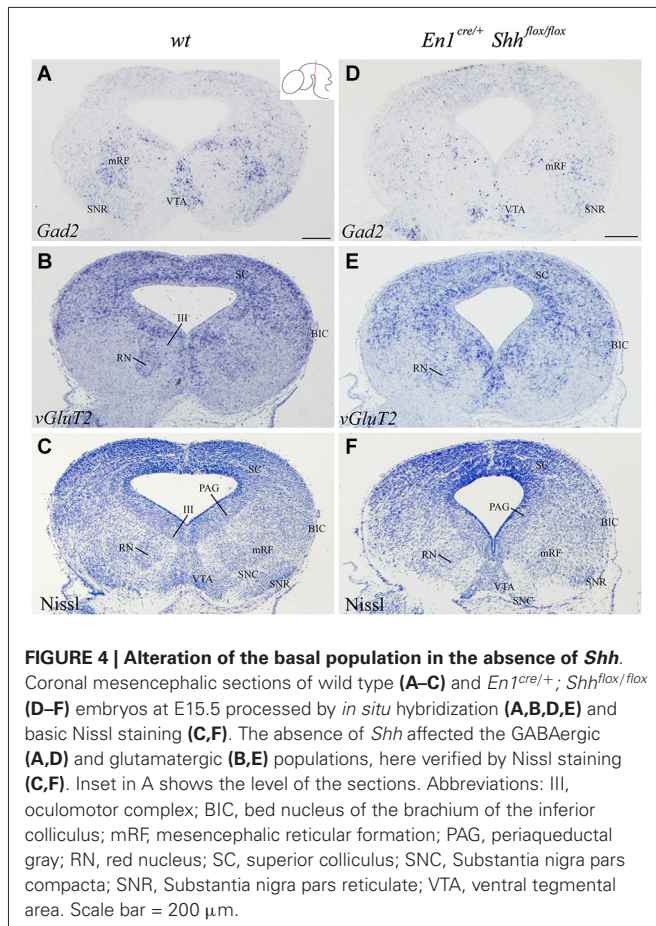 wt
En1cre/+ Shhflox/flox
A
mRF
SNR
VTA
Gad2
D
mRF
VTA
SNR
Gad2
B
SC
III
BIC
RN
vGluT2
E
SC
BIC
RN
vGluT2
C
SC
PAG
III
BIC
RN
mRF
VTA
SNC
SNR
Nissl
F
SC
PAG
BIC
RN
mRF
VTA
SNR
SNC
Nissl
FIGURE 4 | Alteration of the basal population in the absence of Shh.
Coronal mesencephalic sections of wild type (A–C) and En1cre/+; Shhflox/flox
(D–F) embryos at E15.5 processed by in situ hybridization (A,B,D,E) and
basic Nissl staining (C,F). The absence of Shh affected the GABAergic
(A,D) and glutamatergic (B,E) populations, here verified by Nissl staining
(C,F). Inset in A shows the level of the sections. Abbreviations: III,
oculomotor complex; BIC, bed nucleus of the brachium of the inferior
colliculus; mRF, mesencephalic reticular formation; PAG, periaqueductal
gray; RN, red nucleus; SC, superior colliculus; SNC, Substantia nigra pars
compacta; SNR, Substantia nigra pars reticulate; VTA, ventral tegmental
area. Scale bar = 200 μm.